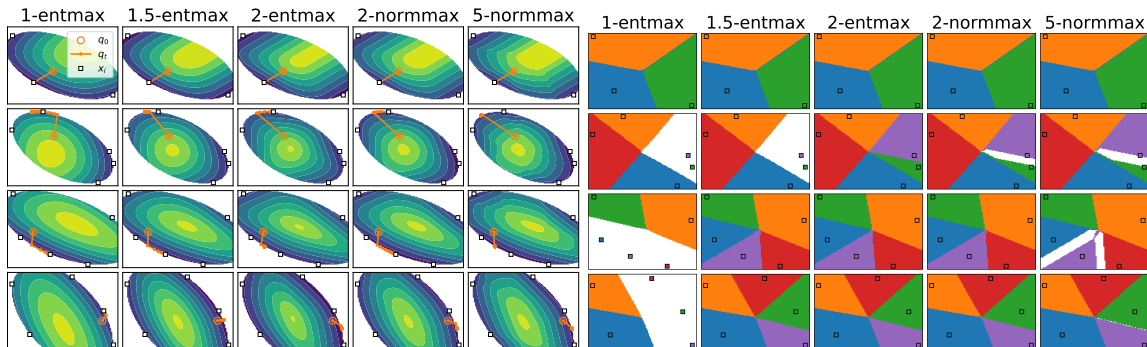 1-entmax 1.5-entmax 2-entmax 2-normmax 5-normmax 1-entmax 1.5-entmax 2-entmax 2-normmax 5-normmax
q₀
qₜ
xᵢ